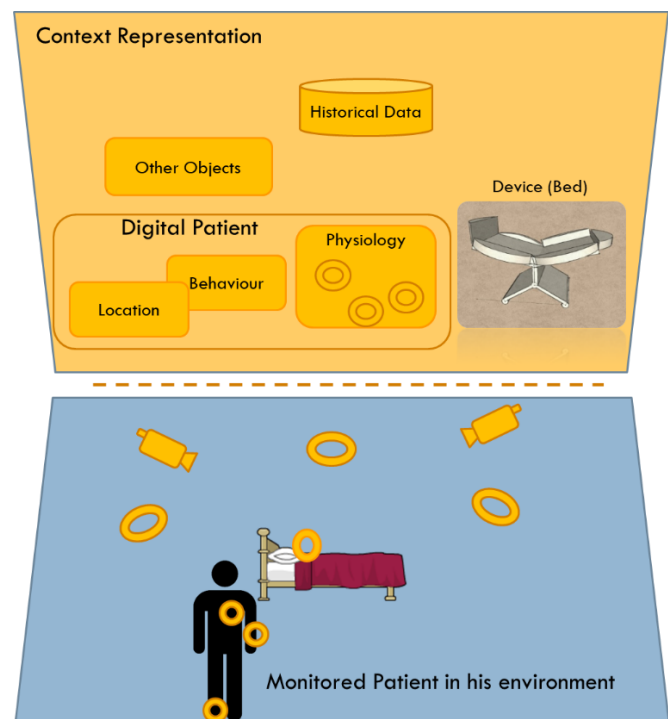 Context Representation
Historical Data
Other Objects
Device (Bed)
Digital Patient
Physiology
Behaviour
Location
Monitored Patient in his environment